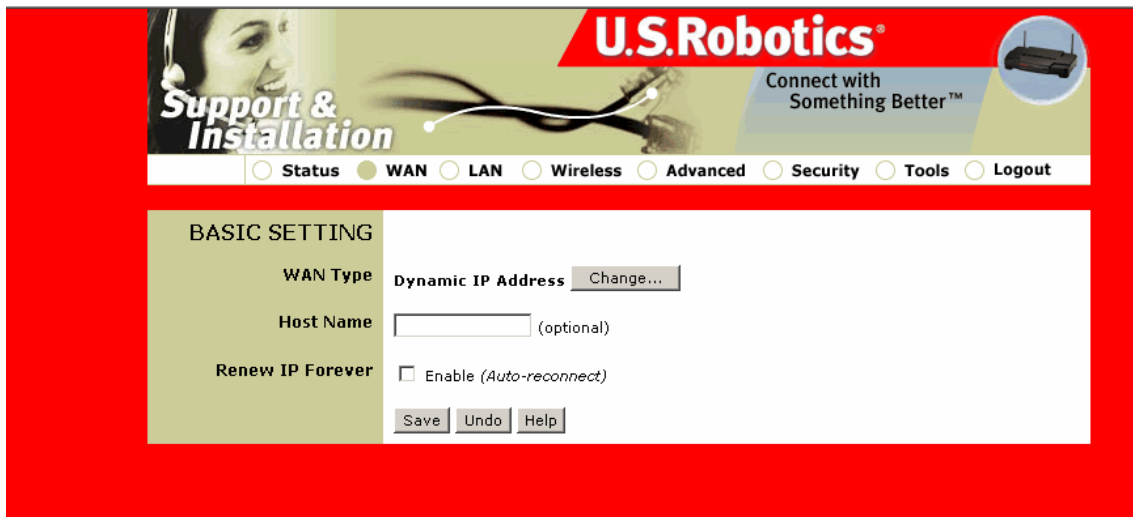 U.S.Robotics®
Connect with
Something Better™
Support &
Installation
Status WAN LAN Wireless Advanced Security Tools Logout
BASIC SETTING
WAN Type Dynamic IP Address Change...
Host Name (optional)
Renew IP Forever Enable (Auto-reconnect)
Save Undo Help